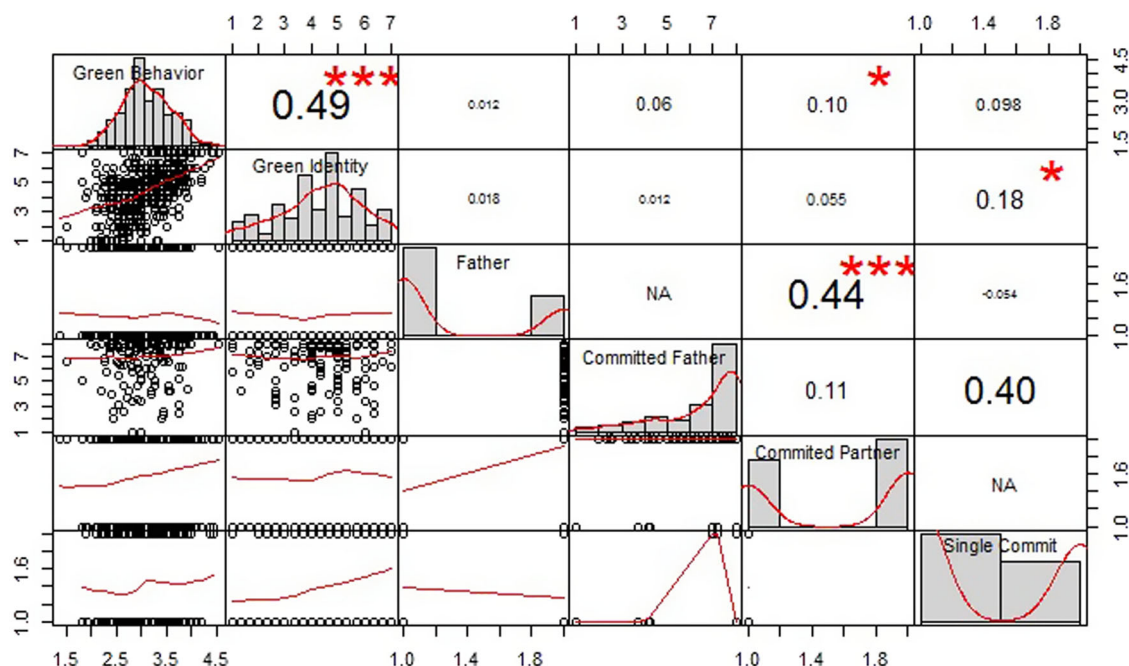 1 2 3 4 5 6 7
1 3 5 7
1.0 1.4 1.8
Green Behavior
0.49 ***
0.012
0.06
0.10 *
0.098
1.5 3.0 4.5
1 3 5 7
Green Identity
0.018
0.012
0.055
0.18 *
Father
NA
0.44 ***
-0.054
1.0 1.6
1 3 5 7
Committed Father
0.11
0.40
1.0 1.6
Commited Partner
NA
1.0 1.6
Single Commit
1.5 2.5 3.5 4.5
1.0 1.4 1.8
1.0 1.4 1.8